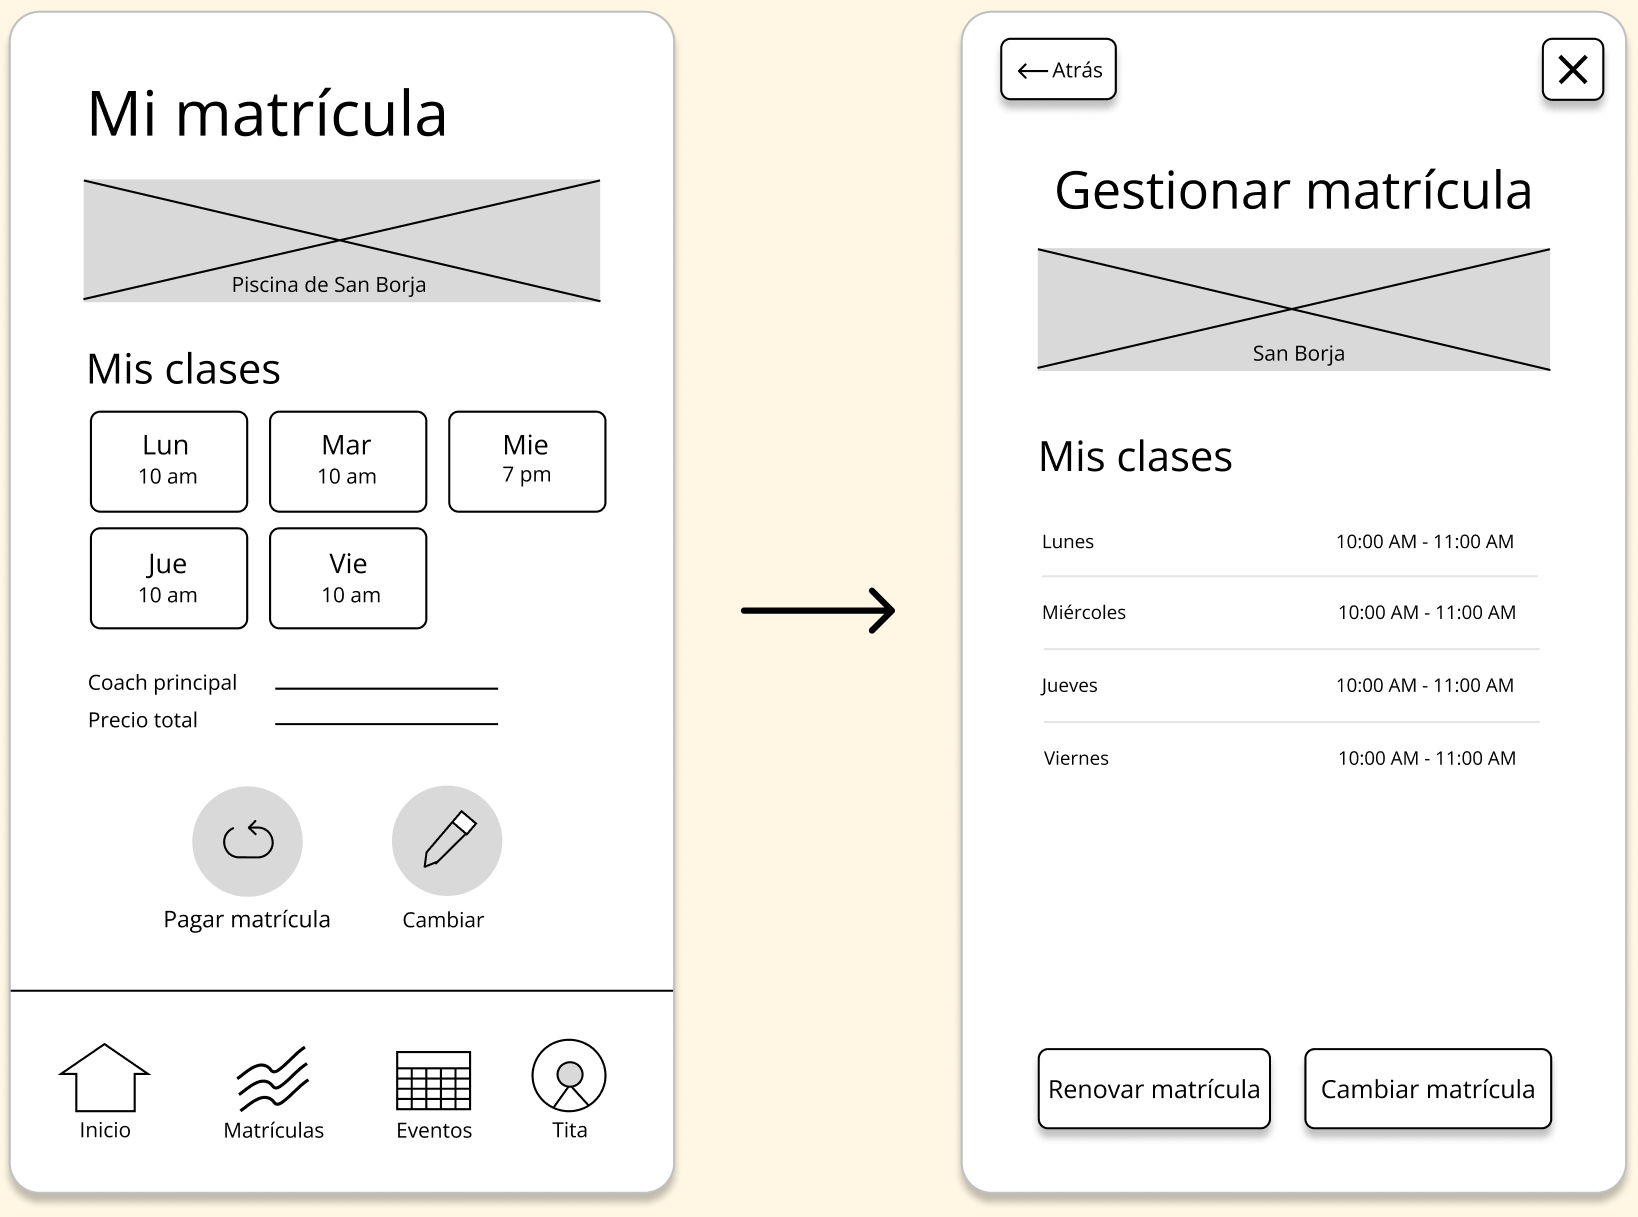 Mi matrícula
Piscina de San Borja
Mis clases
Lun
10 am
Mar
10 am
Mie
7 pm
Jue
10 am
Vie
10 am
Coach principal
Precio total
Pagar matrícula
Cambiar
Inicio
Matrículas
Eventos
Tita
Atrás
Gestionar matrícula
San Borja
Mis clases
Lunes 10:00 AM - 11:00 AM
Miércoles 10:00 AM - 11:00 AM
Jueves 10:00 AM - 11:00 AM
Viernes 10:00 AM - 11:00 AM
Renovar matrícula
Cambiar matrícula